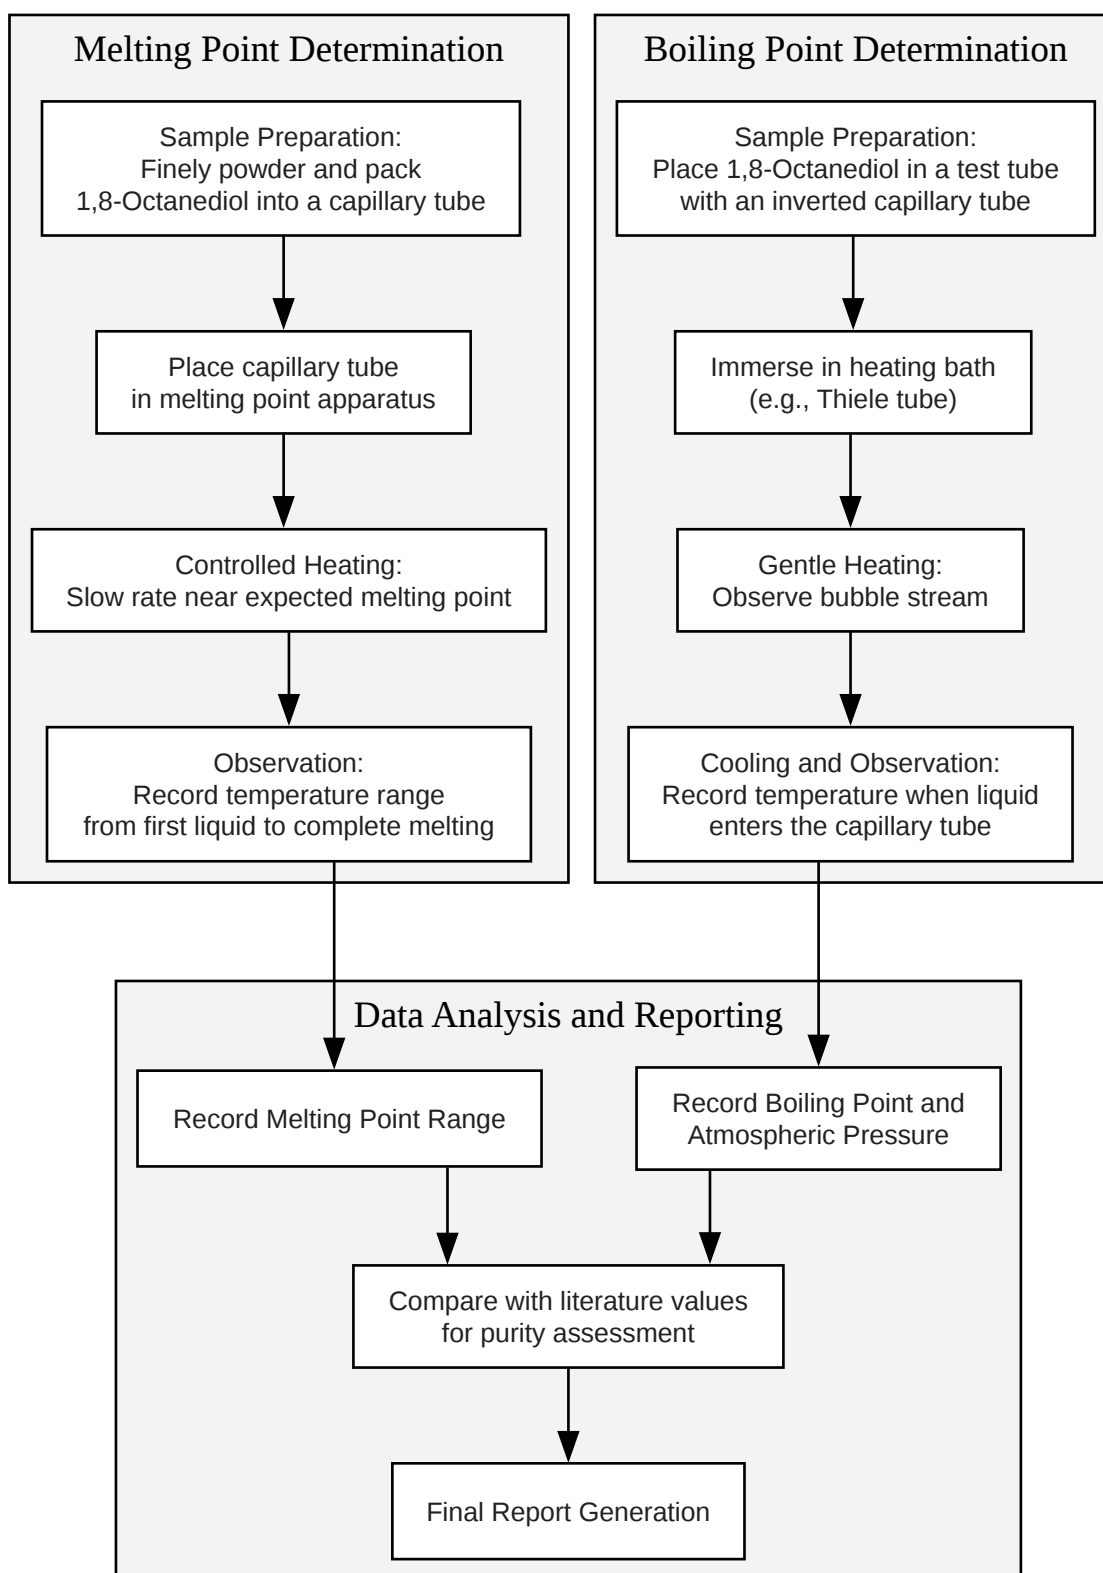 Melting Point Determination
Sample Preparation:
Finely powder and pack
1,8-Octanediol into a capillary tube
Place capillary tube
in melting point apparatus
Controlled Heating:
Slow rate near expected melting point
Observation:
Record temperature range
from first liquid to complete melting
Boiling Point Determination
Sample Preparation:
Place 1,8-Octanediol in a test tube
with an inverted capillary tube
Immerse in heating bath
(e.g., Thiele tube)
Gentle Heating:
Observe bubble stream
Cooling and Observation:
Record temperature when liquid
enters the capillary tube
Data Analysis and Reporting
Record Melting Point Range
Record Boiling Point and
Atmospheric Pressure
Compare with literature values
for purity assessment
Final Report Generation